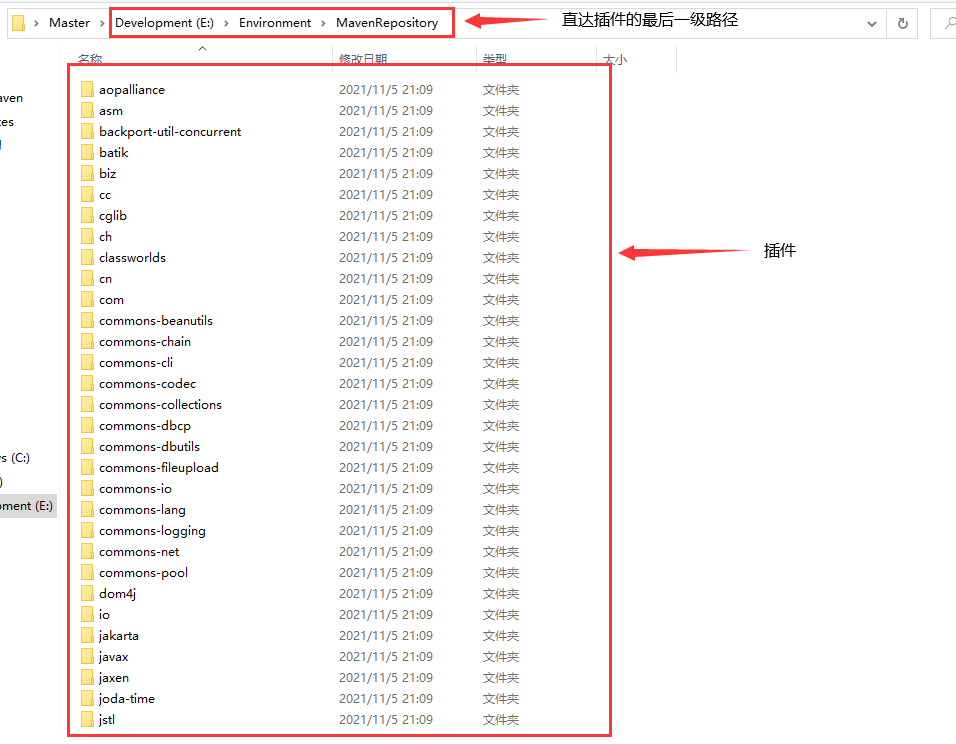 Master > Development (E:) > Environment > MavenRepository
直达插件的最后一级路径
名称 修改日期 类型 大小
aopalliance 2021/11/5 21:09 文件夹
asm 2021/11/5 21:09 文件夹
backport-util-concurrent 2021/11/5 21:09 文件夹
batik 2021/11/5 21:09 文件夹
biz 2021/11/5 21:09 文件夹
cc 2021/11/5 21:09 文件夹
cglib 2021/11/5 21:09 文件夹
ch 2021/11/5 21:09 文件夹
classworlds 2021/11/5 21:09 文件夹
cn 2021/11/5 21:09 文件夹
com 2021/11/5 21:09 文件夹
commons-beanutils 2021/11/5 21:09 文件夹
commons-chain 2021/11/5 21:09 文件夹
commons-cli 2021/11/5 21:09 文件夹
commons-codec 2021/11/5 21:09 文件夹
commons-collections 2021/11/5 21:09 文件夹
commons-dbcp 2021/11/5 21:09 文件夹
commons-dbutils 2021/11/5 21:09 文件夹
commons-fileupload 2021/11/5 21:09 文件夹
commons-io 2021/11/5 21:09 文件夹
commons-lang 2021/11/5 21:09 文件夹
commons-logging 2021/11/5 21:09 文件夹
commons-net 2021/11/5 21:09 文件夹
commons-pool 2021/11/5 21:09 文件夹
dom4j 2021/11/5 21:09 文件夹
io 2021/11/5 21:09 文件夹
jakarta 2021/11/5 21:09 文件夹
javax 2021/11/5 21:09 文件夹
jaxen 2021/11/5 21:09 文件夹
joda-time 2021/11/5 21:09 文件夹
jstl 2021/11/5 21:09 文件夹
插件
aven
es
s (C:)
)
oment (E:)